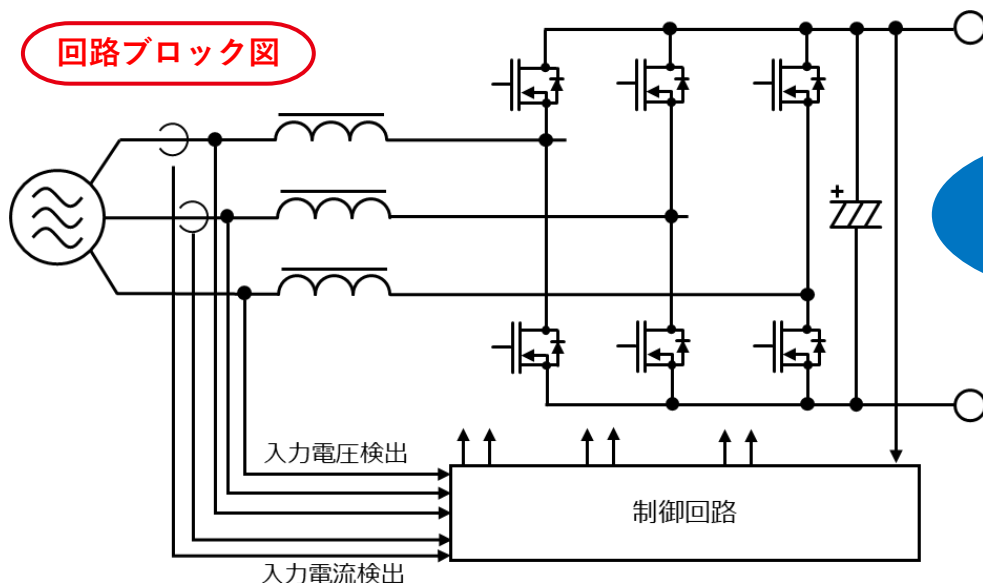 回路ブロック図
+
入力電圧検出
制御回路
入力電流検出